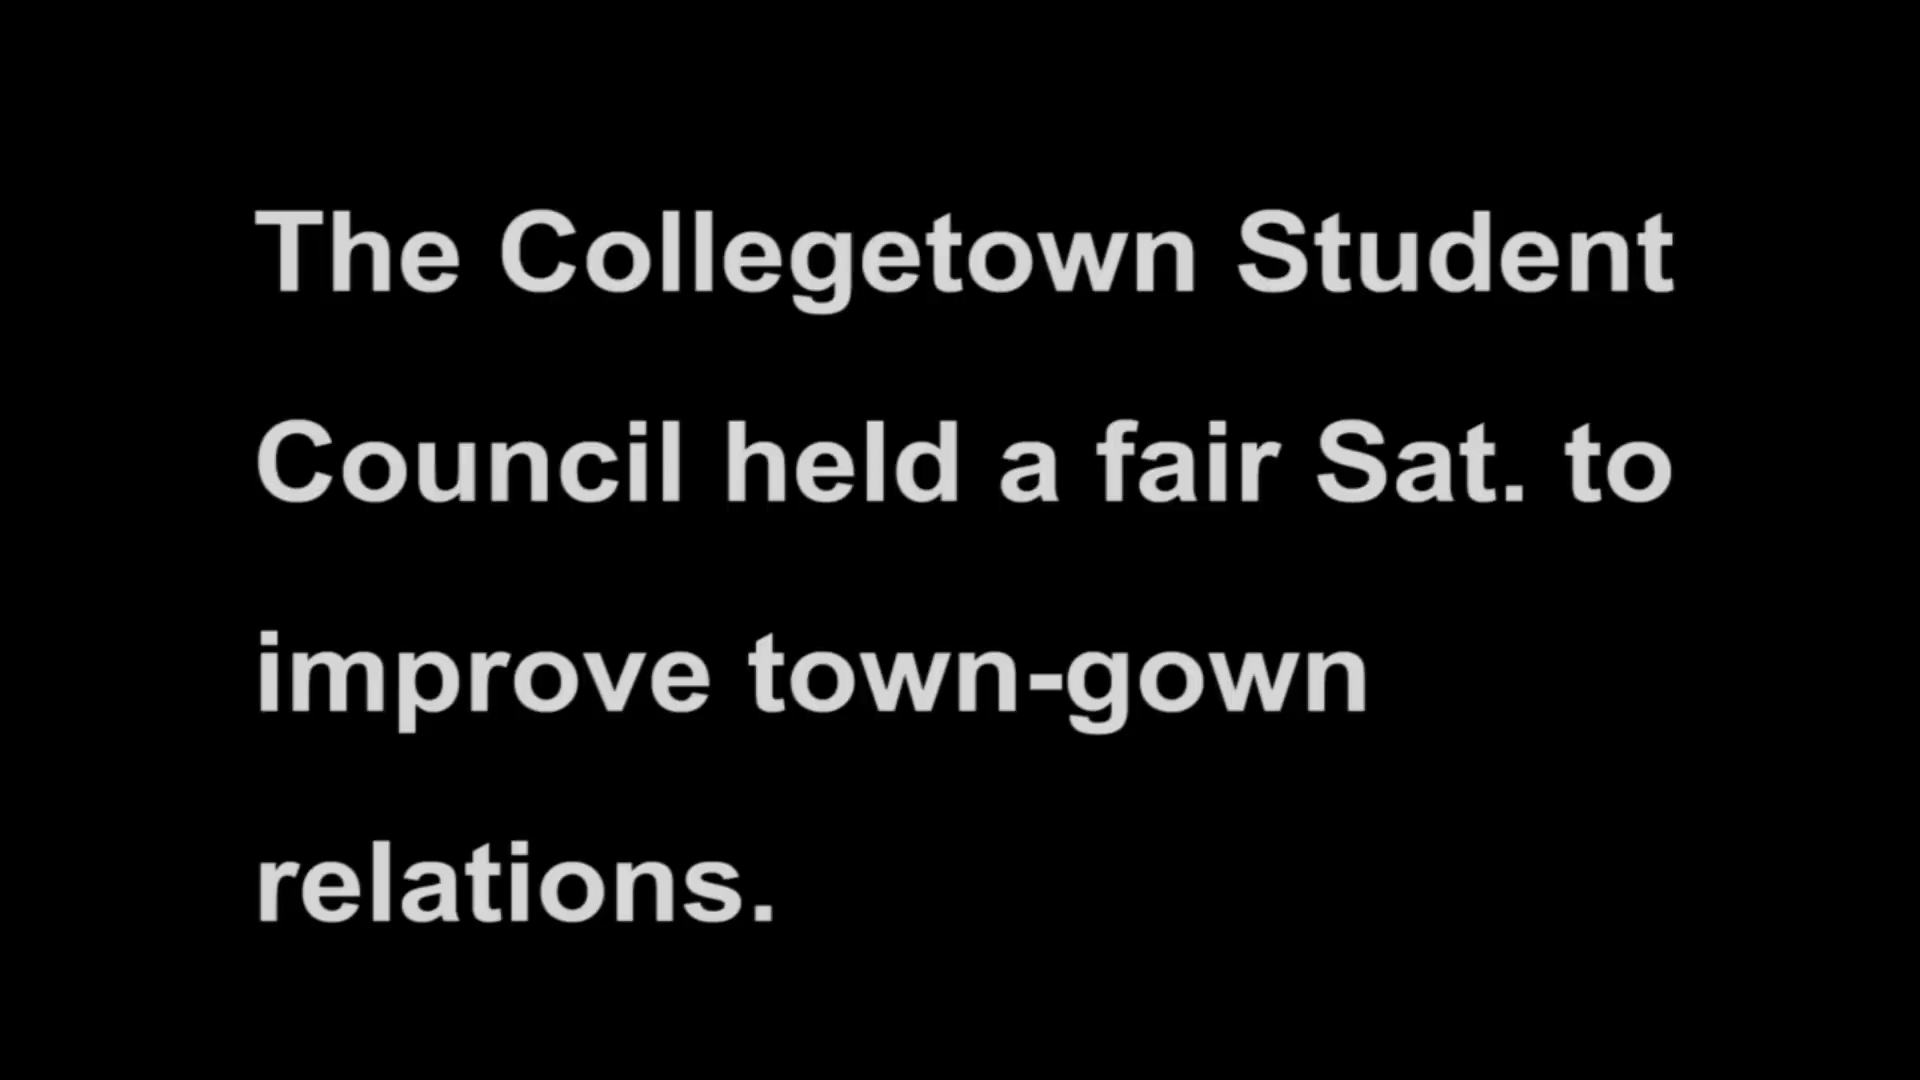 The Collegetown Student
Council held a fair Sat. to
improve town-gown
relations.